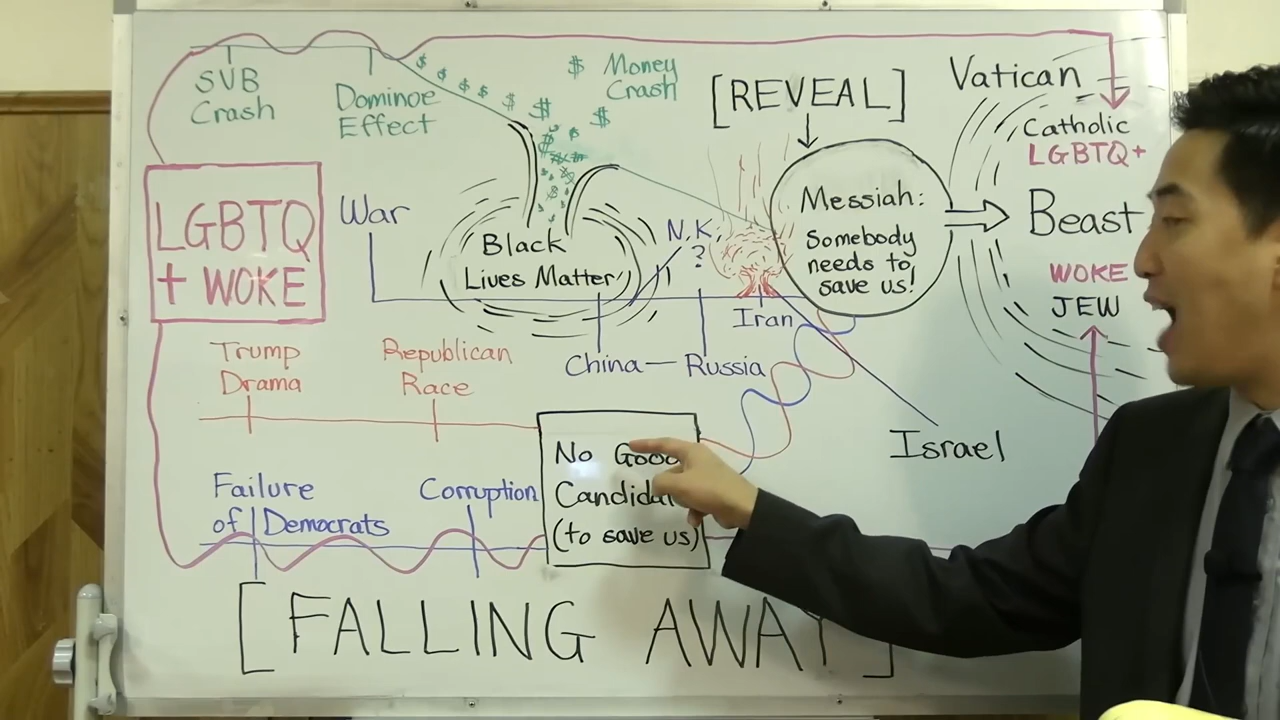 SVB
Crash
Dominoe
Effect
$ $ $ $ $
$ Money
Crash
[REVEAL]
Vatican
Catholic
LGBTQ+
Beast
WOKE
JEW
LGBTQ
+ WOKE
War
Black
Lives Matter
N.K.
?
Messiah:
Somebody
needs to
save us!
Iran
China — Russia
Israel
Trump
Drama
Republican
Race
Failure
of Democrats
Corruption
No Good
(to save us)
[FALLING AWAY]